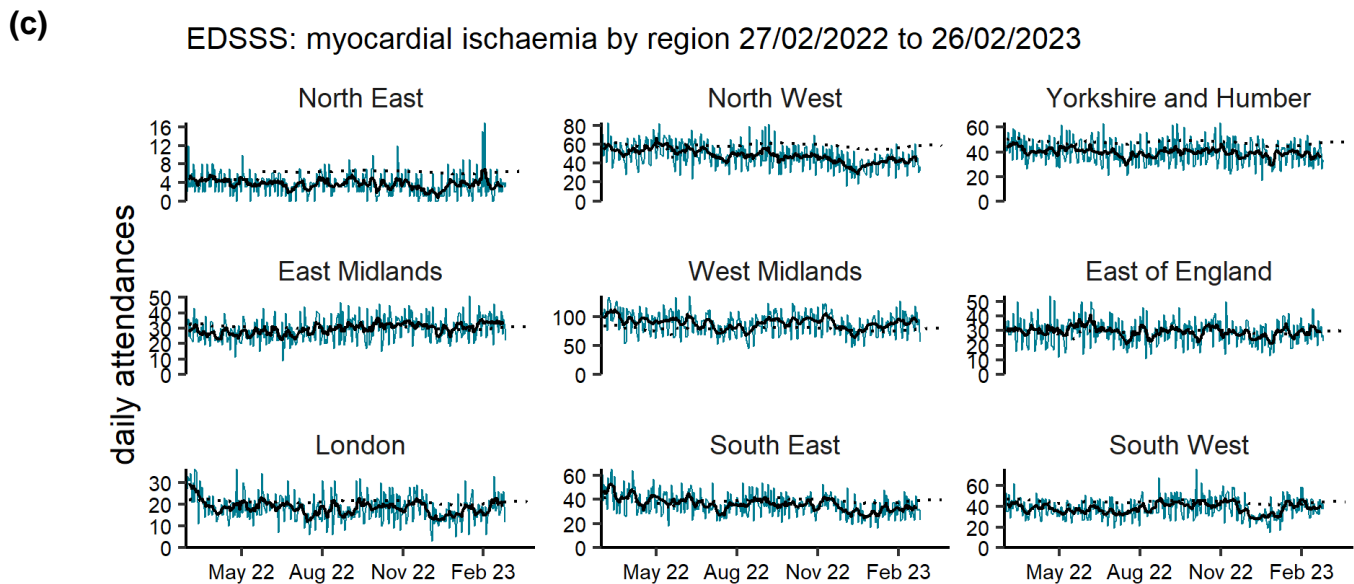 (c)
EDSSS: myocardial ischaemia by region 27/02/2022 to 26/02/2023
daily attendances
North East
16
12
8
4
0
North West
80
60
40
20
0
Yorkshire and Humber
60
40
20
0
East Midlands
50
40
30
20
10
0
West Midlands
100
50
0
East of England
50
40
30
20
10
0
London
30
20
10
0
South East
60
40
20
0
South West
60
40
20
0
May 22 Aug 22 Nov 22 Feb 23
May 22 Aug 22 Nov 22 Feb 23
May 22 Aug 22 Nov 22 Feb 23